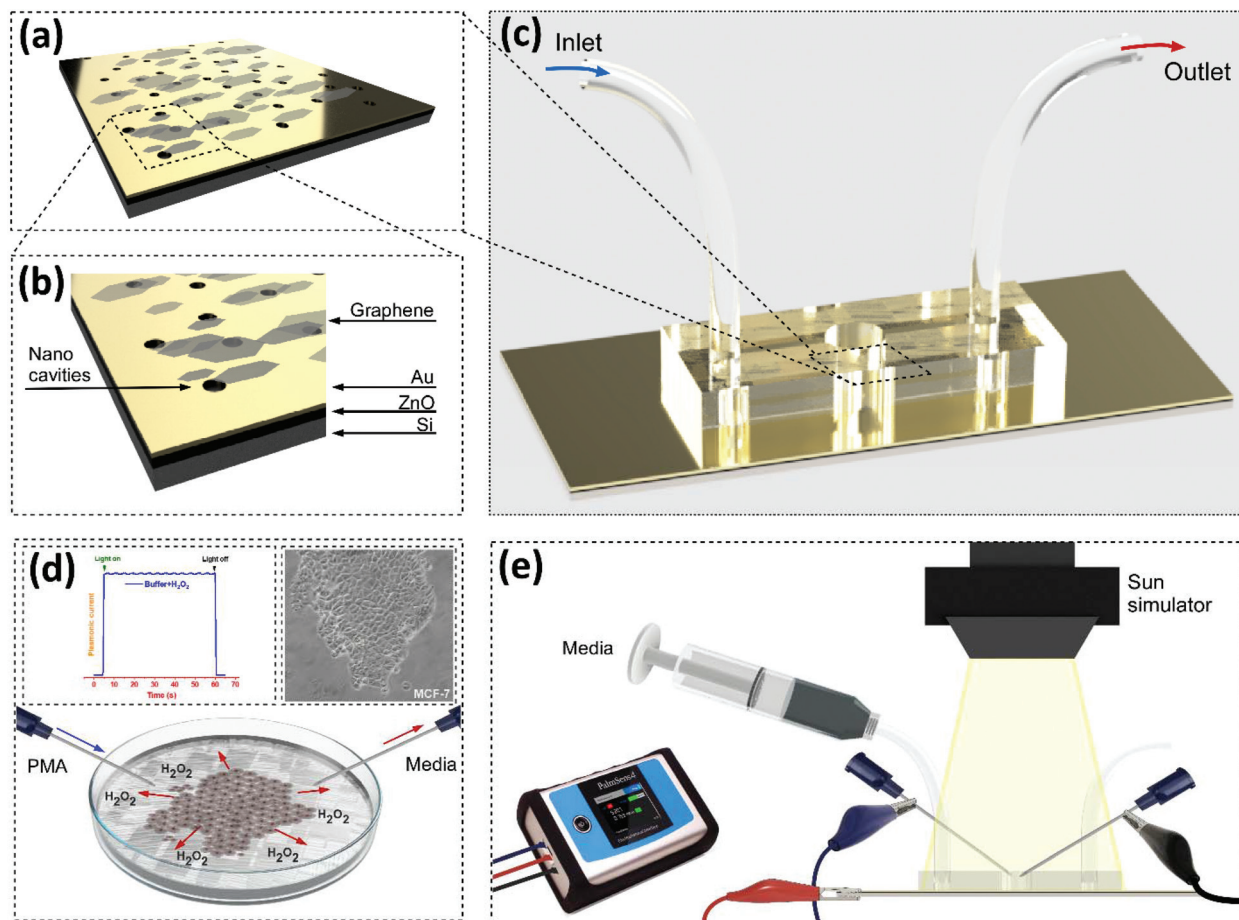 (a)
(b)
Nano
cavities
Graphene
Au
ZnO
Si
(c)
Inlet
Outlet
(d)
Light on
Light off
Buffer+H₂O₂
Plasmonic current
0 10 20 30 40 50 60 70
Time (s)
MCF-7
PMA
Media
H₂O₂
H₂O₂
H₂O₂
H₂O₂
H₂O₂
H₂O₂
(e)
Sun
simulator
Media
PalmSens4